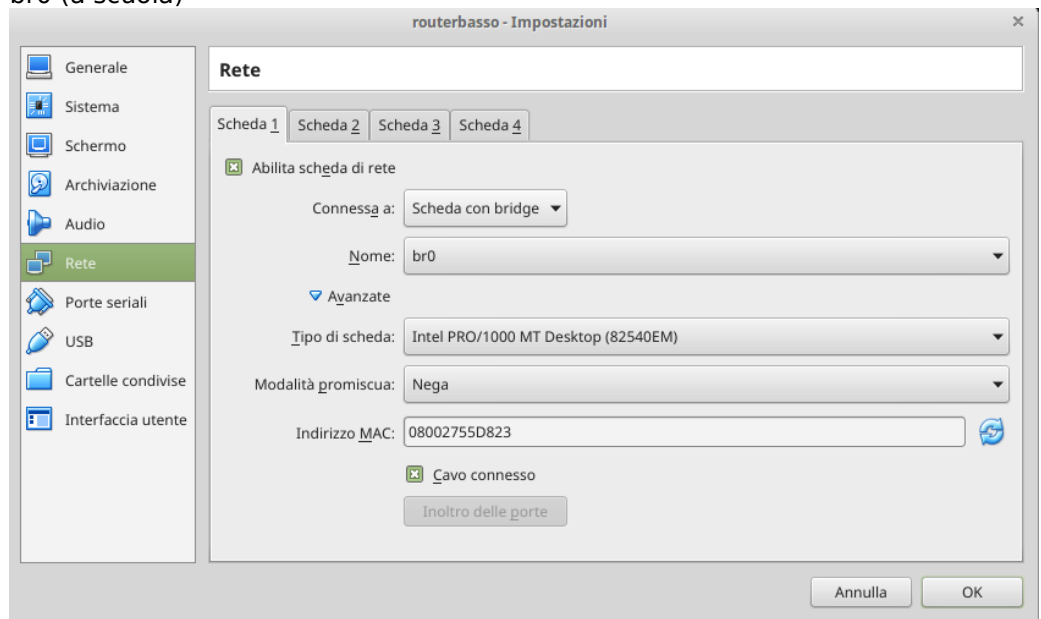 br0 (a scuola)
routerbasso - Impostazioni
Generale
Sistema
Schermo
Archiviazione
Audio
Rete
Porte seriali
USB
Cartelle condivise
Interfaccia utente
Rete
Scheda 1 Scheda 2 Scheda 3 Scheda 4
Abilita scheda di rete
Connessa a: Scheda con bridge
Nome: br0
Avanzate
Tipo di scheda: Intel PRO/1000 MT Desktop (82540EM)
Modalità promiscua: Nega
Indirizzo MAC: 08002755D823
Cavo connesso
Inoltro delle porte
Annulla OK